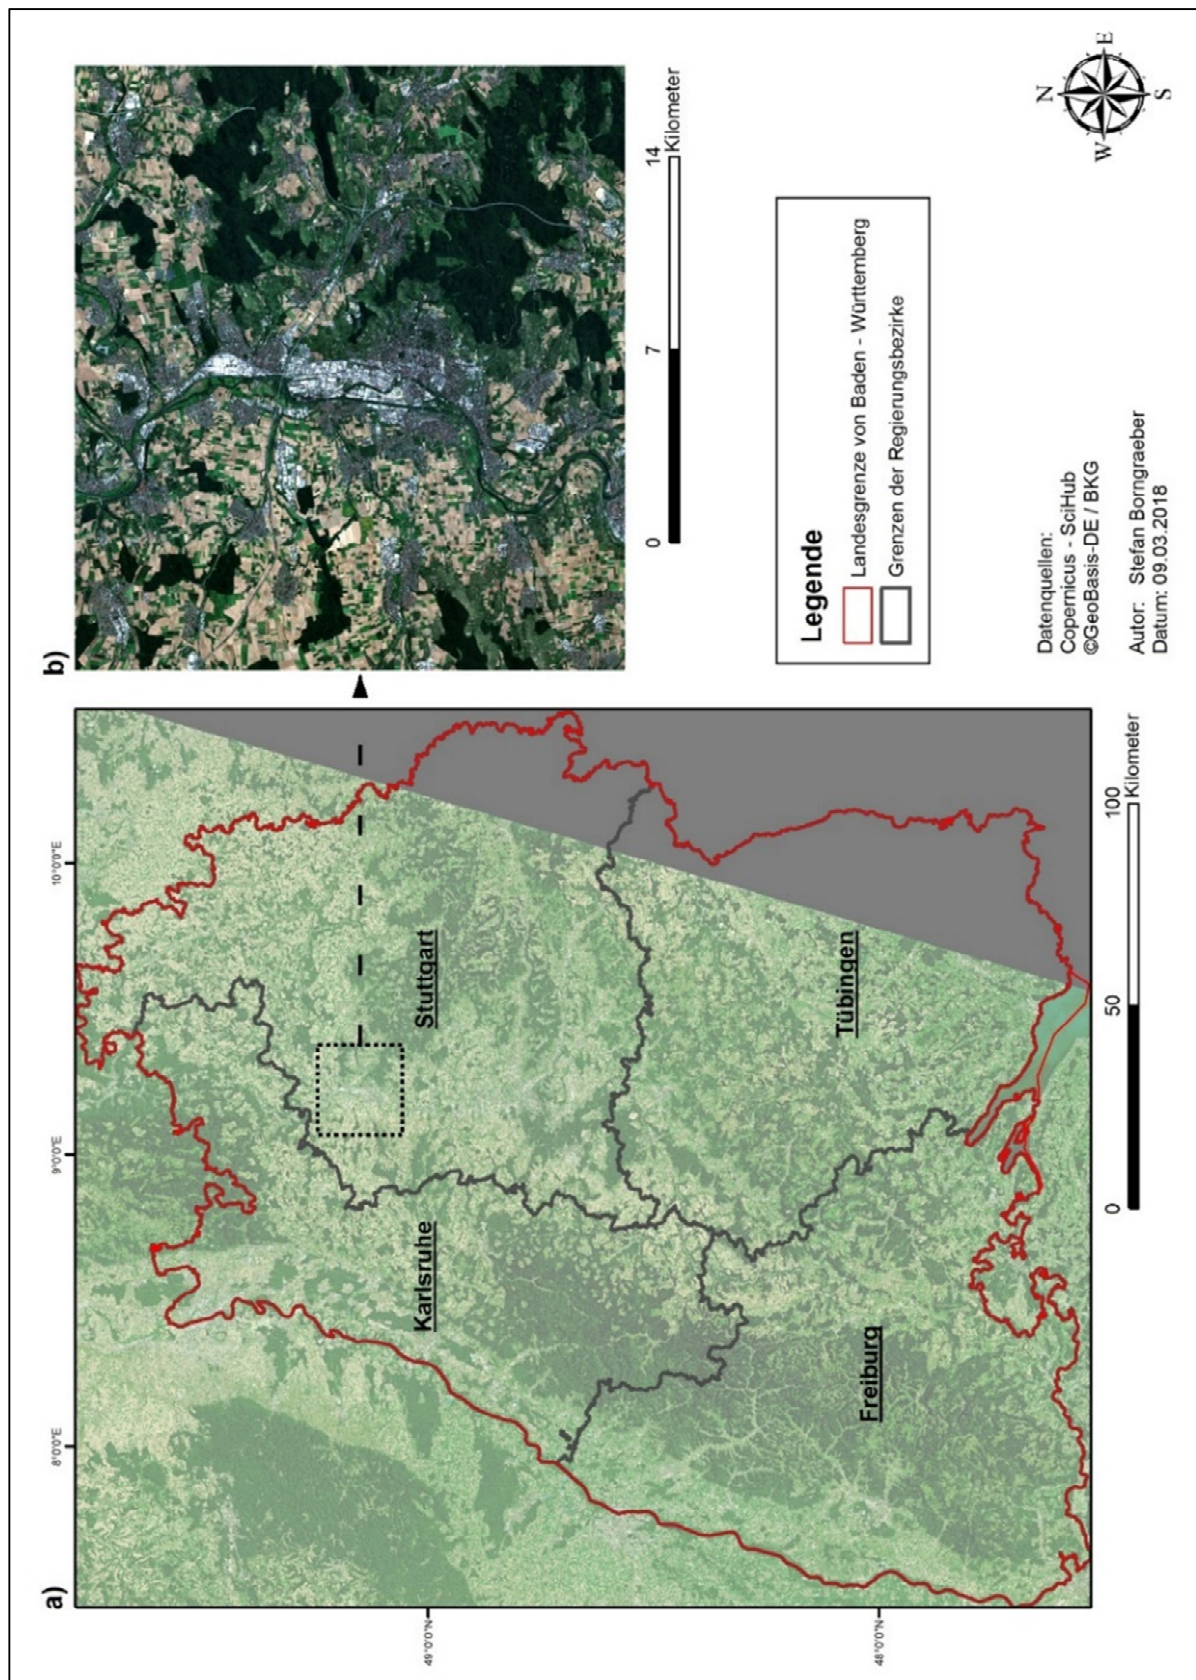 a)
b)
8°0'0"E
9°0'0"E
10°0'0"E
49°0'0"N
48°0'0"N
Karlsruhe
Stuttgart
Freiburg
Tübingen
0 50 100
Kilometer
0 7 14
Kilometer
Legende
Landesgrenze von Baden - Württemberg
Grenzen der Regierungsbezirke
Datenquellen:
Copernicus - SciHub
©GeoBasis-DE / BKG
Autor: Stefan Borngraeber
Datum: 09.03.2018
N
W E
S